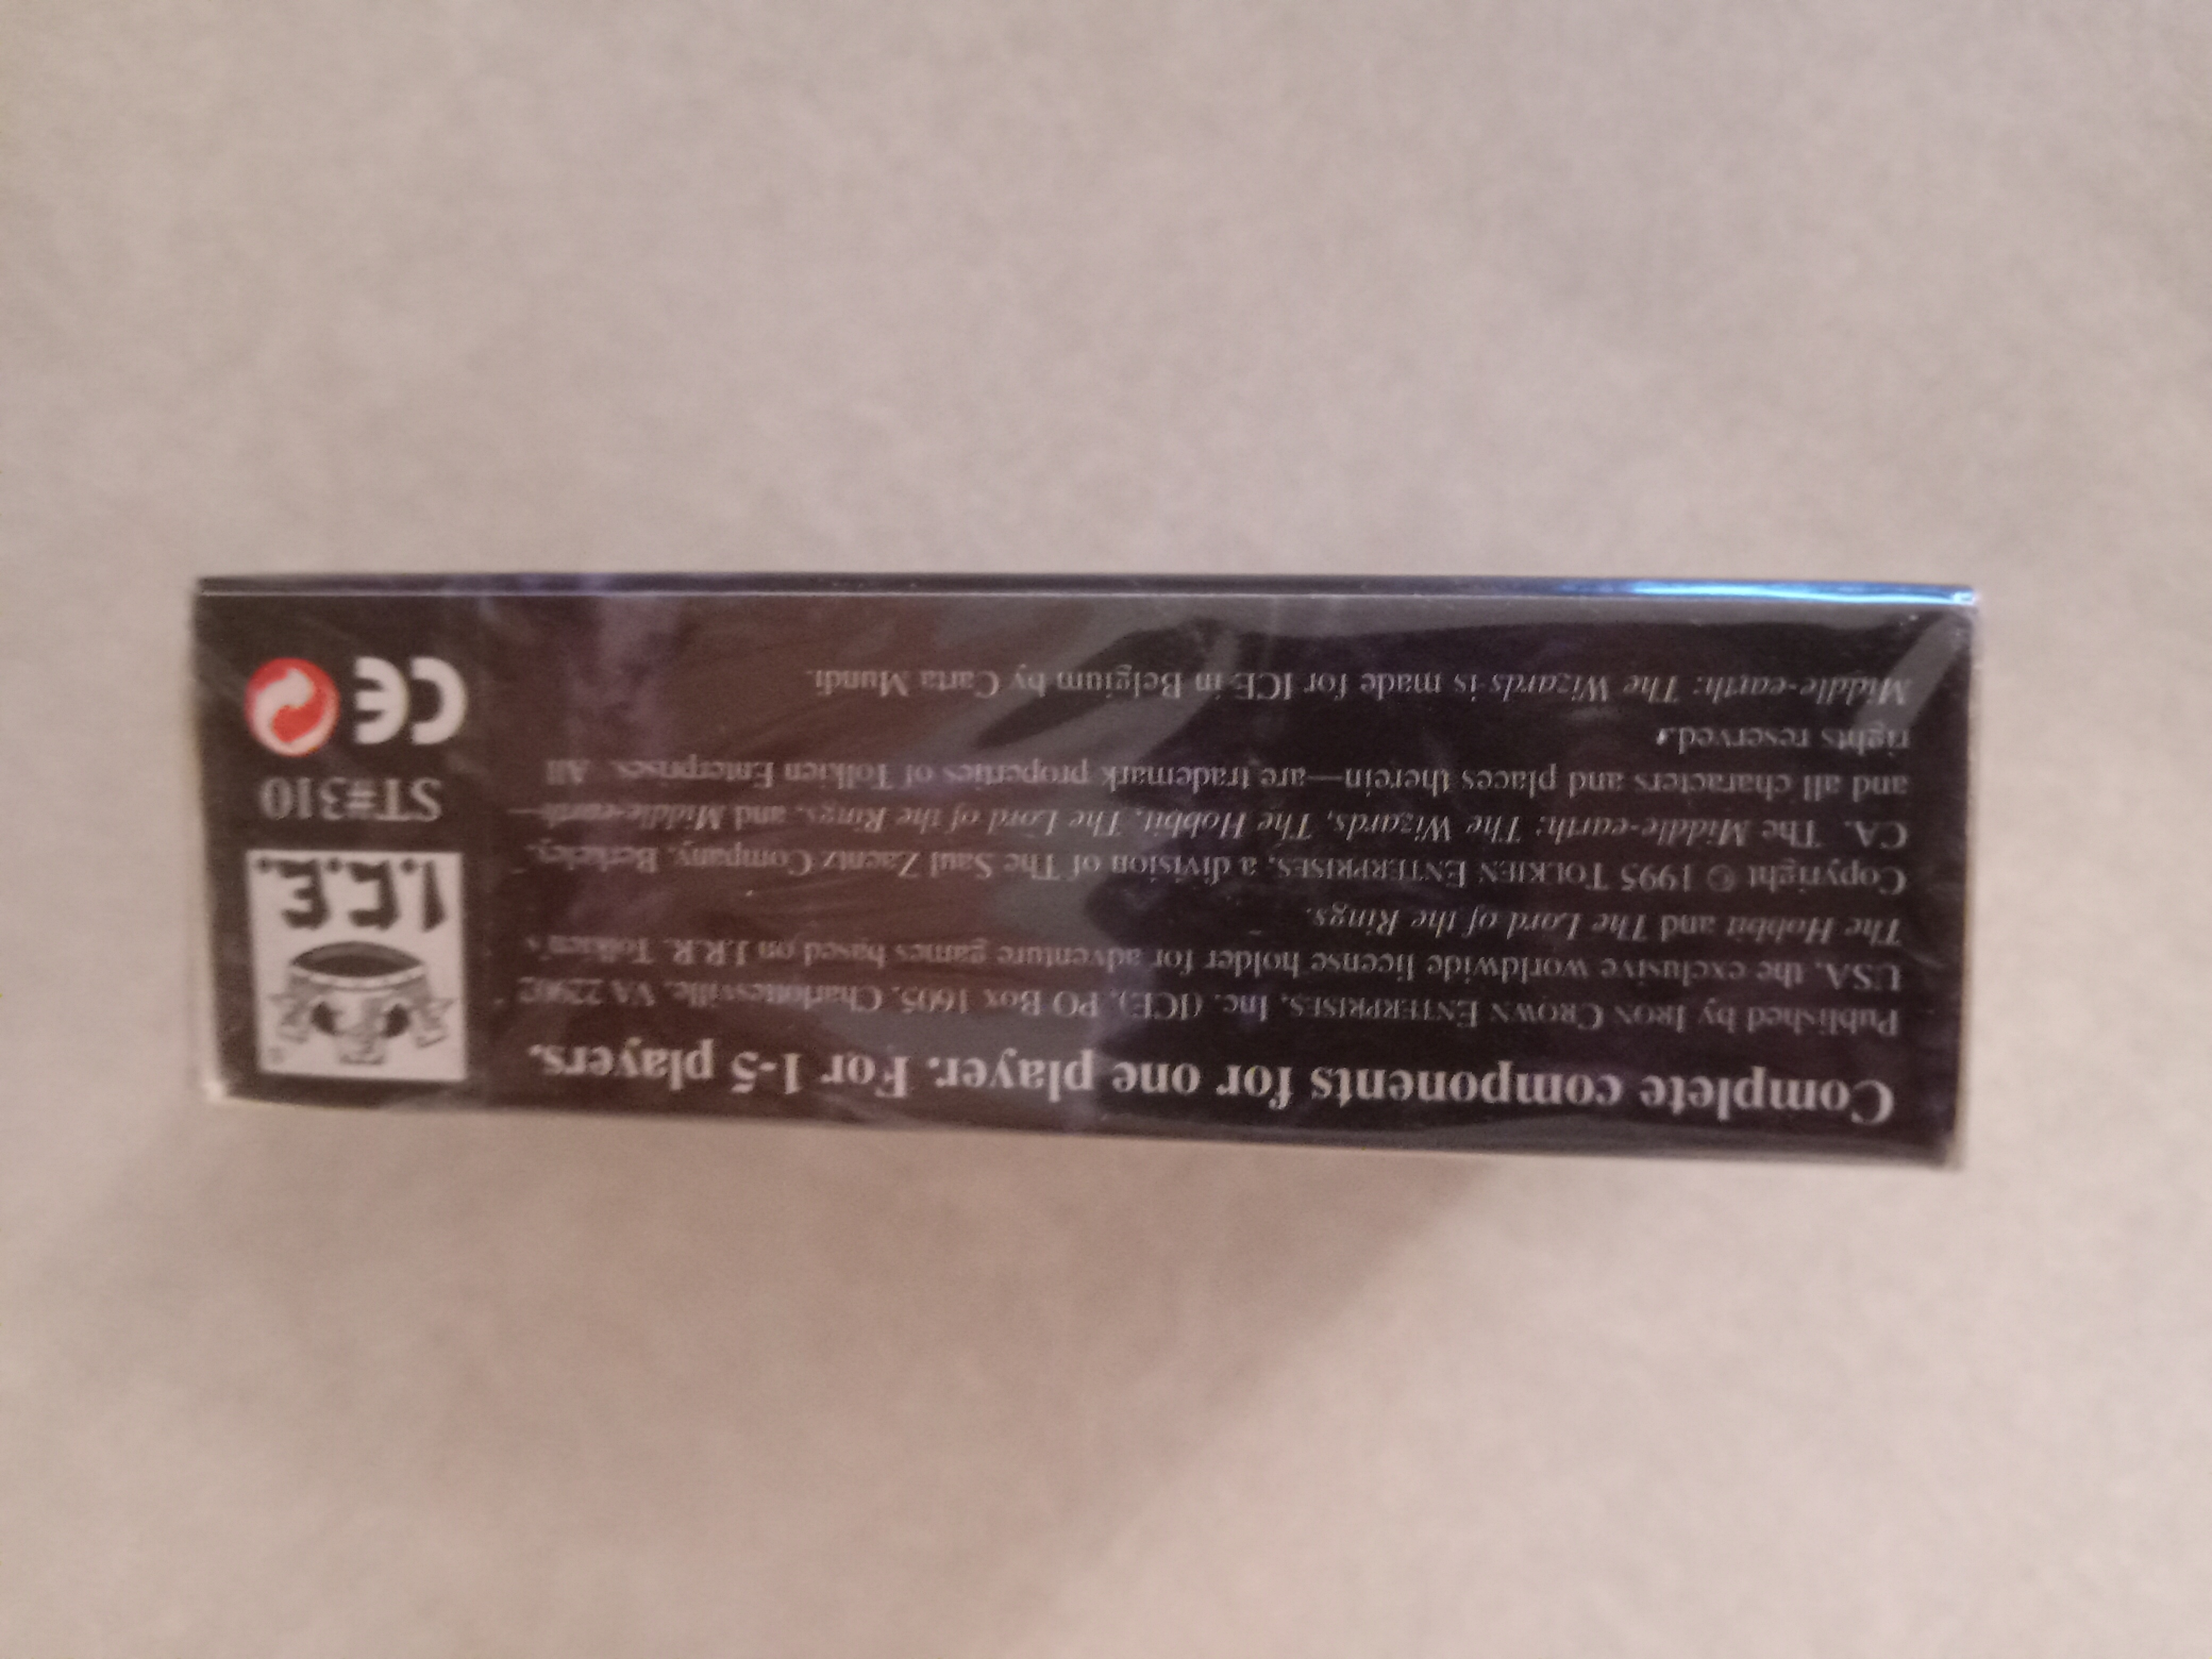 Complete components for one player. For 1-5 players.
Published by IRON CROWN ENTERPRISES, Inc. (ICE), PO Box 1605, Charlottesville, VA 22902
USA, the exclusive worldwide license holder for adventure games based on J.R.R. Tolkien's
The Hobbit and The Lord of the Rings.
Copyright © 1995 TOLKIEN ENTERPRISES, a division of The Saul Zaentz Company, Berkeley,
CA. The Middle-earth: The Wizards, The Hobbit, The Lord of the Rings, and Middle-earth—
and all characters and places therein—are trademark properties of Tolkien Enterprises. All
rights reserved.
Middle-earth: The Wizards is made for ICE in Belgium by Carta Mundi.
I.C.E.
®
ST#310
CE